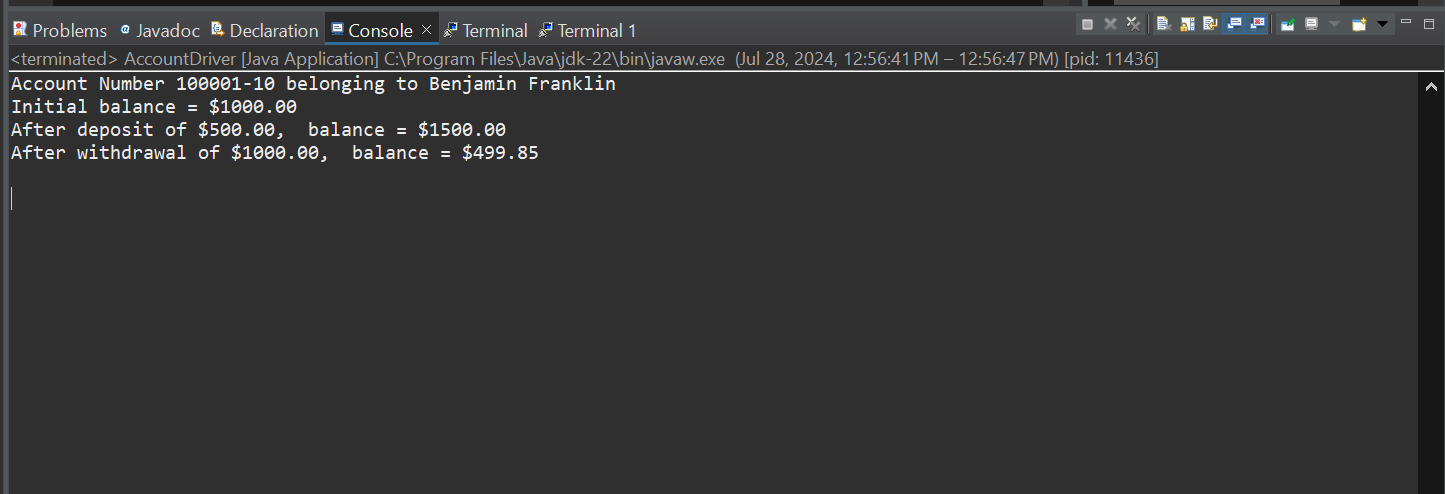 Problems Javadoc Declaration Console Terminal Terminal 1
<terminated> AccountDriver [Java Application] C:\Program Files\Java\jdk-22\bin\javaw.exe  (Jul 28, 2024, 12:56:41 PM – 12:56:47 PM) [pid: 11436]
Account Number 100001-10 belonging to Benjamin Franklin
Initial balance = $1000.00
After deposit of $500.00,  balance = $1500.00
After withdrawal of $1000.00,  balance = $499.85